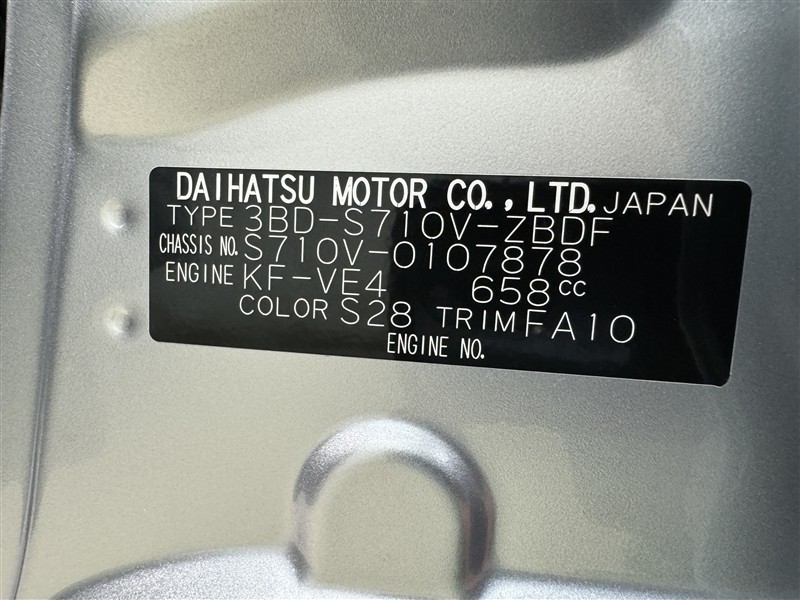 DAIHATSU MOTOR CO., LTD. JAPAN
TYPE 3BD-S710V-ZBDF
CHASSIS NO. S710V-0107878
ENGINE KF-VE4 658cc
COLOR S28 TRIM FA10
ENGINE NO.